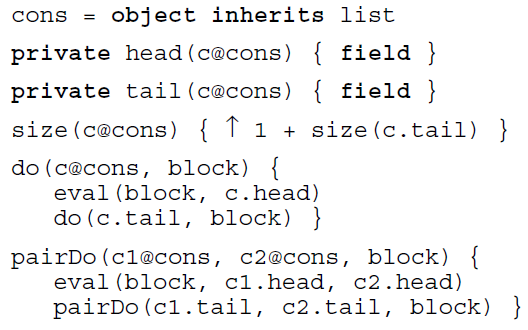 cons = object inherits list
private head(c@cons) { field }
private tail(c@cons) { field }
size(c@cons) { ↑ 1 + size(c.tail) }
do(c@cons, block) {
eval(block, c.head)
do(c.tail, block) }
pairDo(c1@cons, c2@cons, block) {
eval(block, c1.head, c2.head)
pairDo(c1.tail, c2.tail, block) }